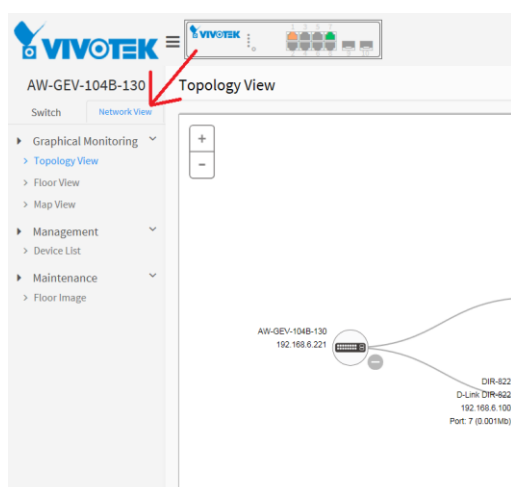 VIVOTEK
VIVOTEK
AW-GEV-104B-130
Topology View
Switch
Network View
Graphical Monitoring
Topology View
Floor View
Map View
Management
Device List
Maintenance
Floor Image
+
-
AW-GEV-104B-130
192.168.6.221
DIR-822
D-Link DIR-822
192.168.6.100
Port: 7 (0.001Mb)